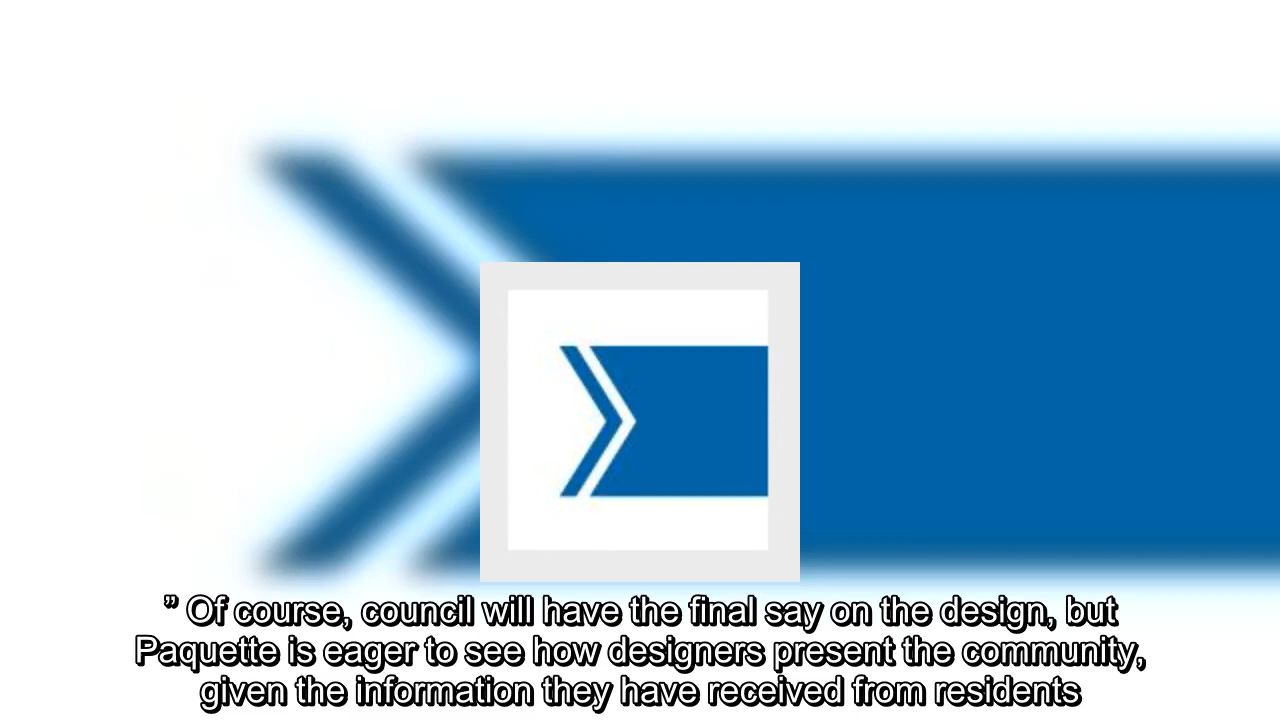 ” Of course, council will have the final say on the design, but
Paquette is eager to see how designers present the community,
given the information they have received from residents